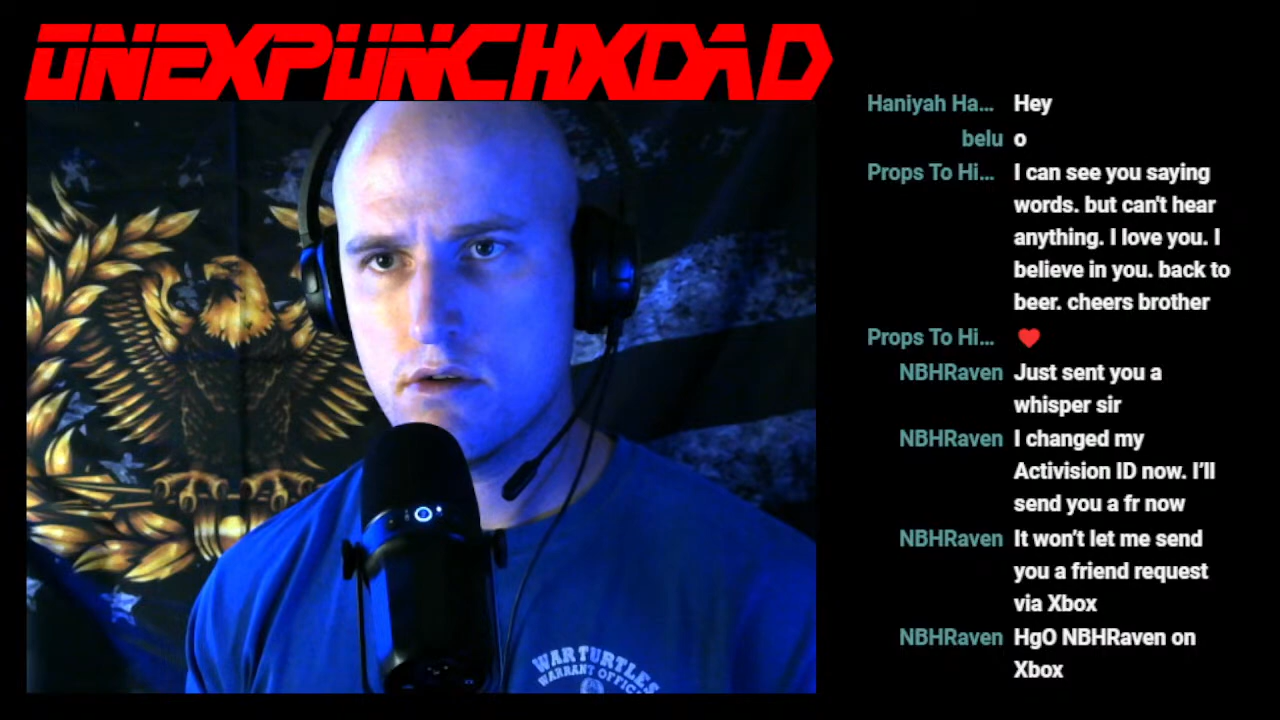 ONEXPUNCHXDAD
Haniyah Ha... Hey
belu o
Props To Hi... I can see you saying
words. but can't hear
anything. I love you. I
believe in you. back to
beer. cheers brother
Props To Hi... ❤
NBHRaven Just sent you a
whisper sir
NBHRaven I changed my
Activision ID now. I'll
send you a fr now
NBHRaven It won't let me send
you a friend request
via Xbox
NBHRaven HgO NBHRaven on
Xbox
WAR TURTLES
WARRANT OFFICE